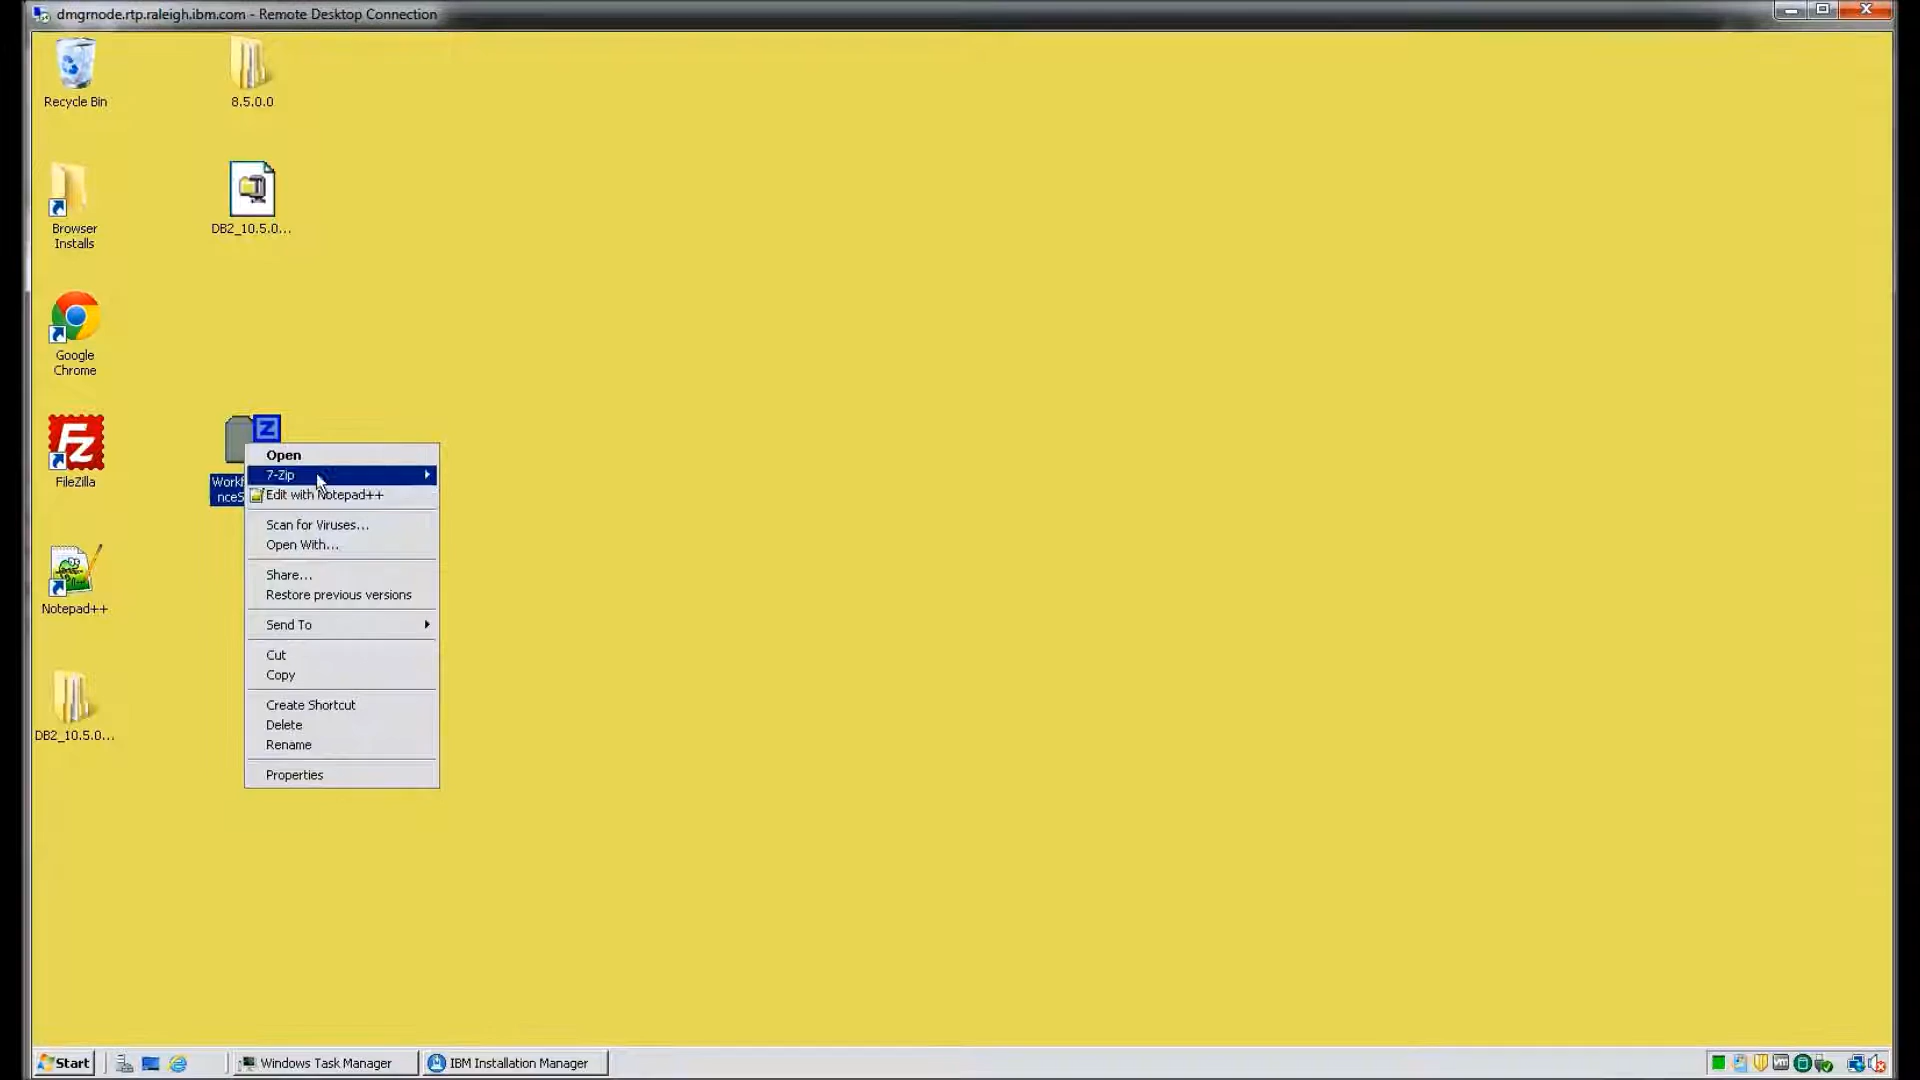 dmgrnode.rtp.raleigh.ibm.com - Remote Desktop Connection
Recycle Bin
8.5.0.0
Browser
Installs
DB2_10.5.0...
Google
Chrome
FileZilla
Z
Notepad++
DB2_10.5.0...
Open
7-Zip
Edit with Notepad++
Scan for Viruses...
Open With...
Share...
Restore previous versions
Send To
Cut
Copy
Create Shortcut
Delete
Rename
Properties
Start
Windows Task Manager
IBM Installation Manager